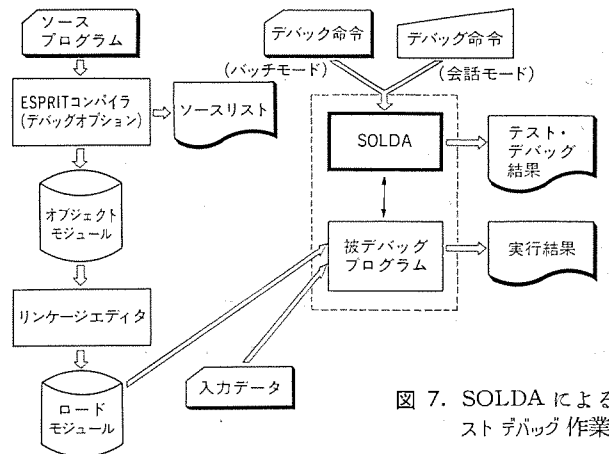 ソース
プログラム
ESPRITコンパイラ
(デバッグオプション)
ソースリスト
オブジェクト
モジュール
リンケージエディタ
ロード
モジュール
入力データ
デバック命令
(バッチモード)
デバッグ命令
(会話モード)
SOLDA
被デバッグ
プログラム
テスト・
デバッグ
結果
実行結果
図 7. SOLDA による
スト デバッグ 作業